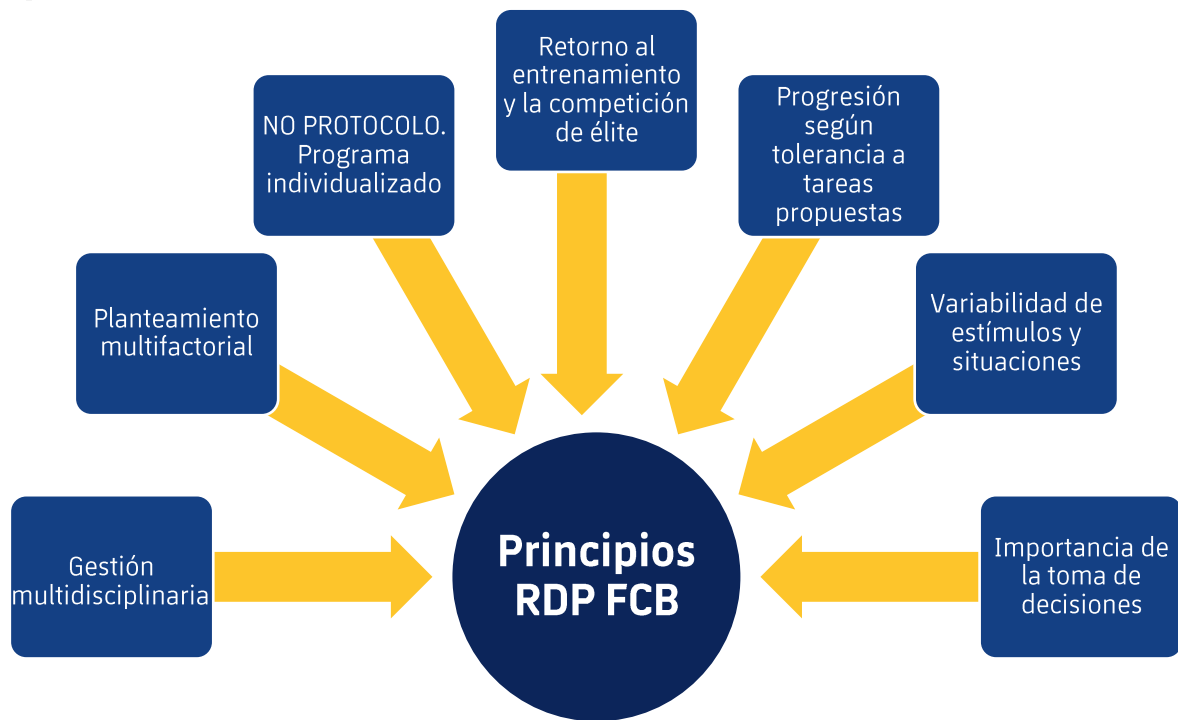 Retorno al
entrenamiento
y la competición
de élite
NO PROTOCOLO.
Programa
individualizado
Progresión
según
tolerancia a
tareas
propuestas
Planteamiento
multifactorial
Variabilidad de
estímulos y
situaciones
Gestión
multidisciplinaria
Principios
RDP FCB
Importancia de
la toma de
decisiones